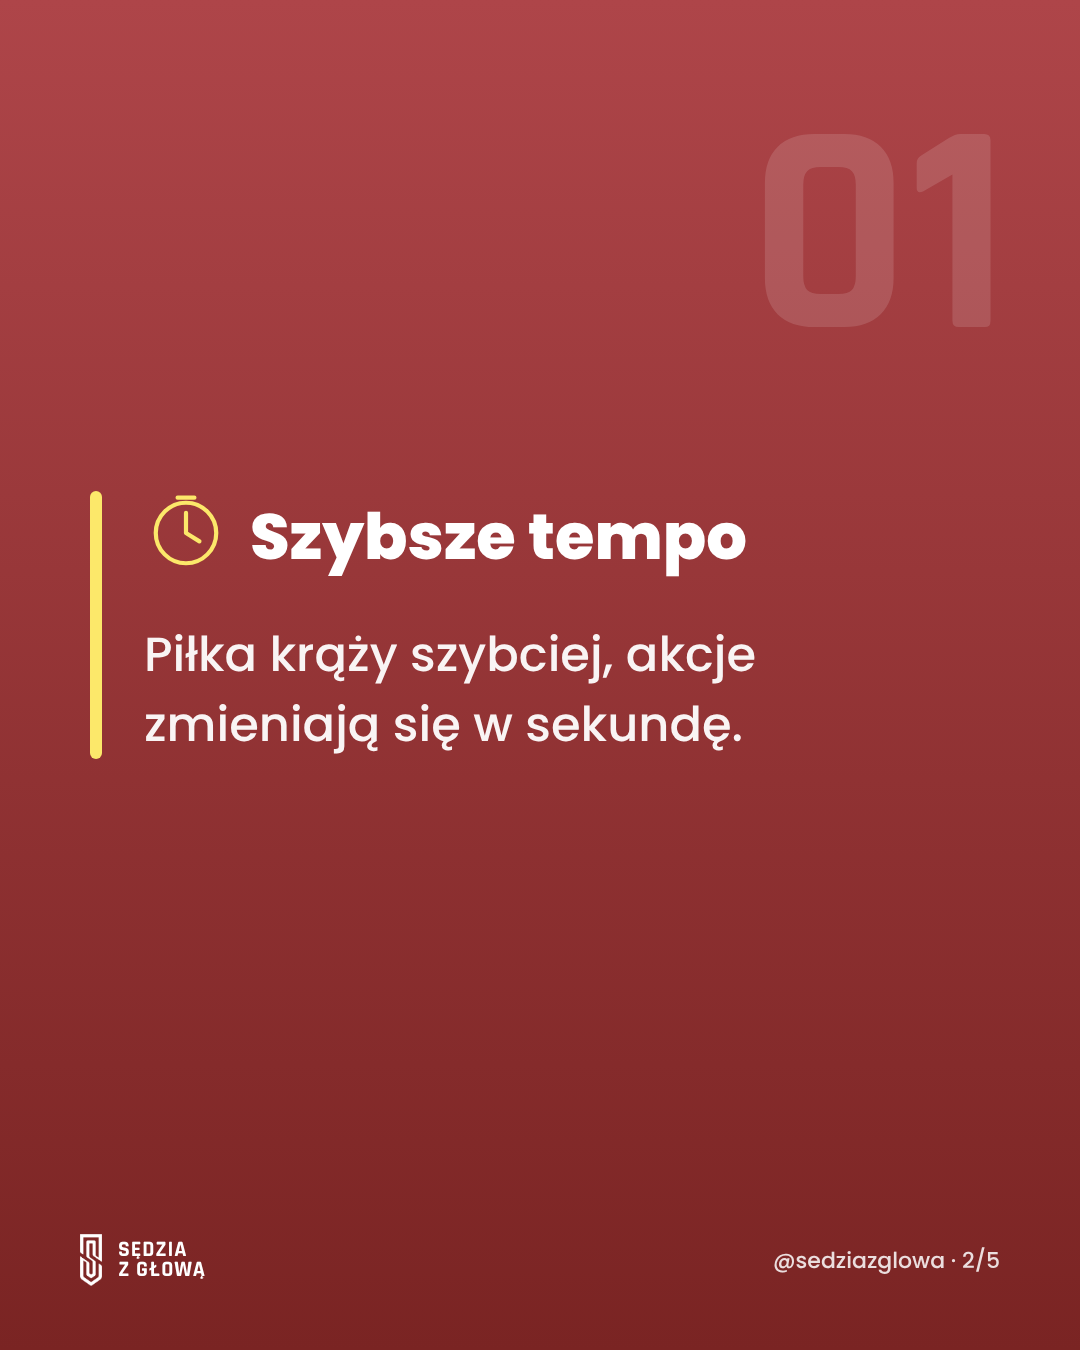 01
Szybsze tempo
Piłka krąży szybciej, akcje
zmieniają się w sekundę.
SĘDZIA
Z GŁOWĄ
@sedziazglowa · 2/5